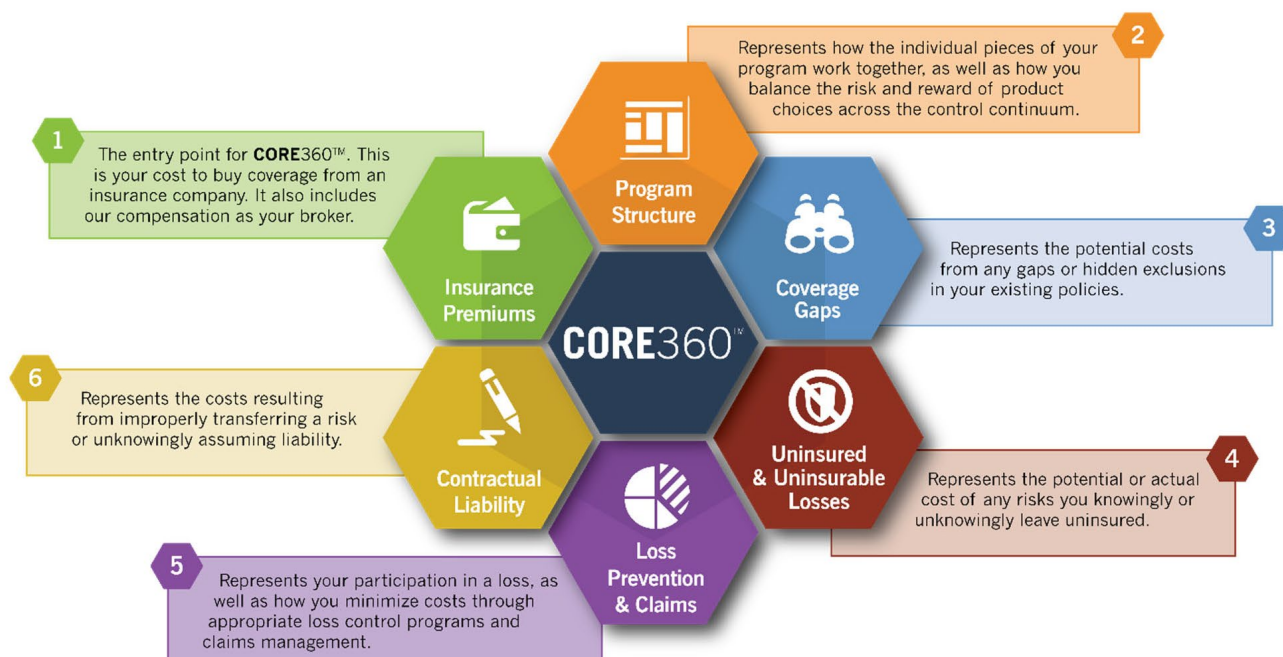 1
The entry point for CORE360™. This
is your cost to buy coverage from an
insurance company. It also includes
our compensation as your broker.
Insurance
Premiums
2
Represents how the individual pieces of your
program work together, as well as how you
balance the risk and reward of product
choices across the control continuum.
Program
Structure
3
Represents the potential costs
from any gaps or hidden exclusions
in your existing policies.
Coverage
Gaps
CORE360™
4
Represents the potential or actual
cost of any risks you knowingly or
unknowingly leave uninsured.
Uninsured
& Uninsurable
Losses
5
Represents your participation in a loss, as
well as how you minimize costs through
appropriate loss control programs and
claims management.
Loss
Prevention
& Claims
6
Represents the costs resulting
from improperly transferring a risk
or unknowingly assuming liability.
Contractual
Liability